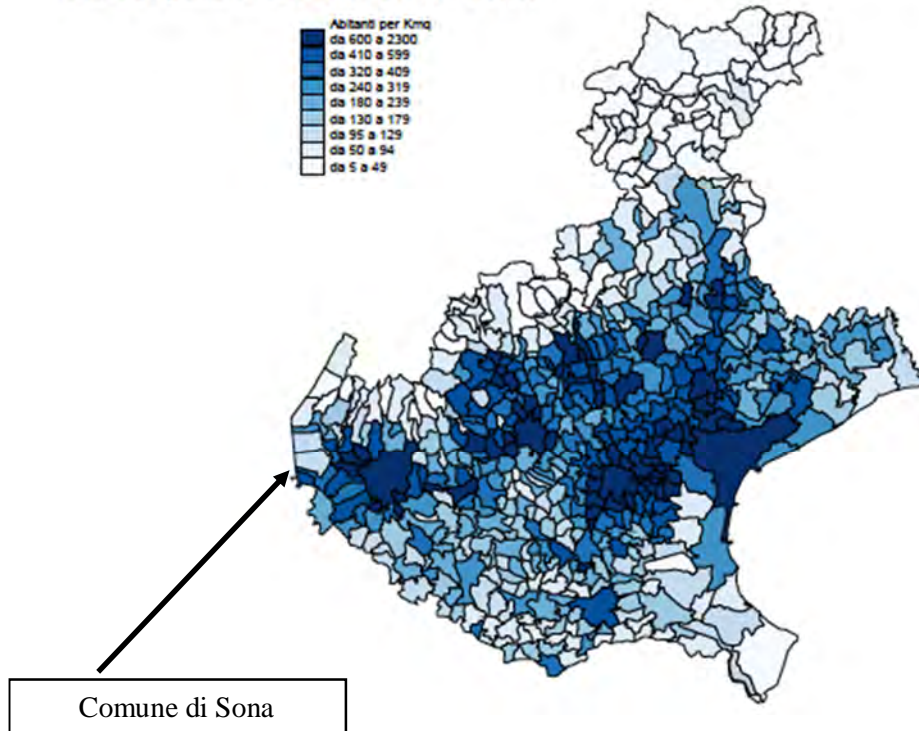 Abitanti per Kmq
da 600 a 2300
da 410 a 599
da 320 a 409
da 240 a 319
da 180 a 239
da 130 a 179
da 95 a 129
da 50 a 94
da 5 a 49
Comune di Sona